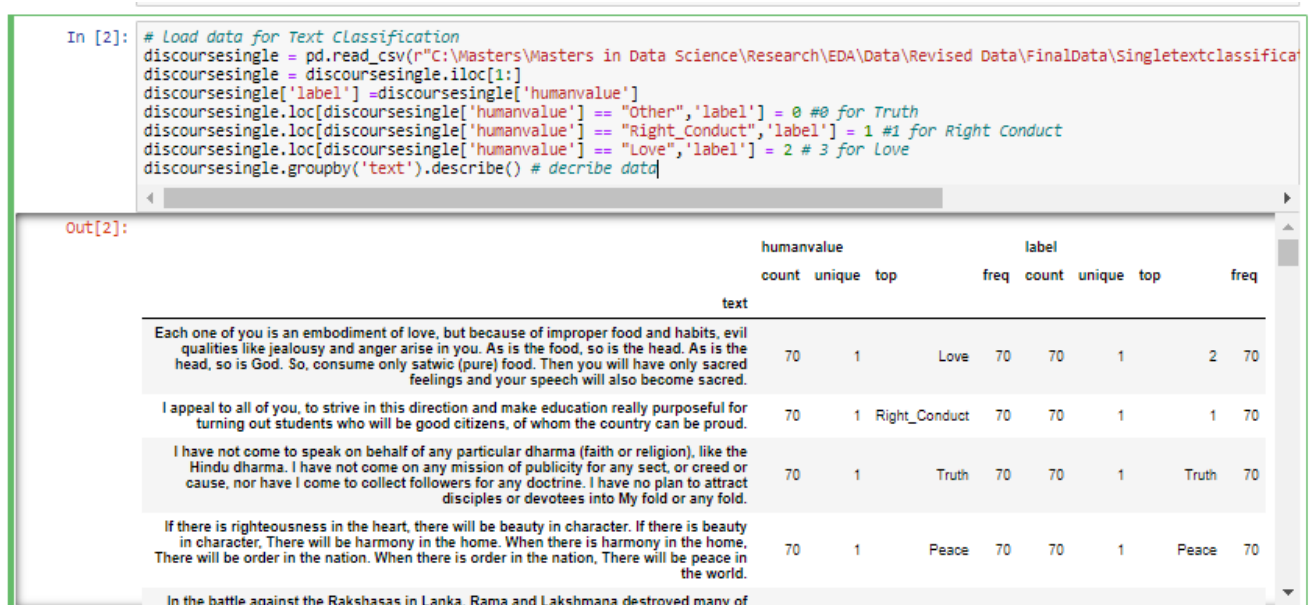 In [2]: # Load data for Text Classification
discoursesingle = pd.read_csv(r"C:\Masters\Masters in Data Science\Research\EDA\Data\Revised Data\FinalData\Singletextclassificat
discoursesingle = discoursesingle.iloc[1:]
discoursesingle['label'] =discoursesingle['humanvalue']
discoursesingle.loc[discoursesingle['humanvalue'] == "Other",'label'] = 0 #0 for Truth
discoursesingle.loc[discoursesingle['humanvalue'] == "Right_Conduct",'label'] = 1 #1 for Right Conduct
discoursesingle.loc[discoursesingle['humanvalue'] == "Love",'label'] = 2 # 3 for Love
discoursesingle.groupby('text').describe() # decribe data
Out[2]:
humanvalue label
count unique top freq count unique top freq
text
Each one of you is an embodiment of love, but because of improper food and habits, evil
qualities like jealousy and anger arise in you. As is the food, so is the head. As is the
head, so is God. So, consume only satwic (pure) food. Then you will have only sacred
feelings and your speech will also become sacred.
70 1 Love 70 70 1 2 70
I appeal to all of you, to strive in this direction and make education really purposeful for
turning out students who will be good citizens, of whom the country can be proud.
70 1 Right_Conduct 70 70 1 1 70
I have not come to speak on behalf of any particular dharma (faith or religion), like the
Hindu dharma. I have not come on any mission of publicity for any sect, or creed or
cause, nor have I come to collect followers for any doctrine. I have no plan to attract
disciples or devotees into My fold or any fold.
70 1 Truth 70 70 1 Truth 70
If there is righteousness in the heart, there will be beauty in character. If there is beauty
in character, There will be harmony in the home. When there is harmony in the home,
There will be order in the nation. When there is order in the nation, There will be peace in
the world.
70 1 Peace 70 70 1 Peace 70
In the battle against the Rakshasas in Lanka, Rama and Lakshmana destroyed many of